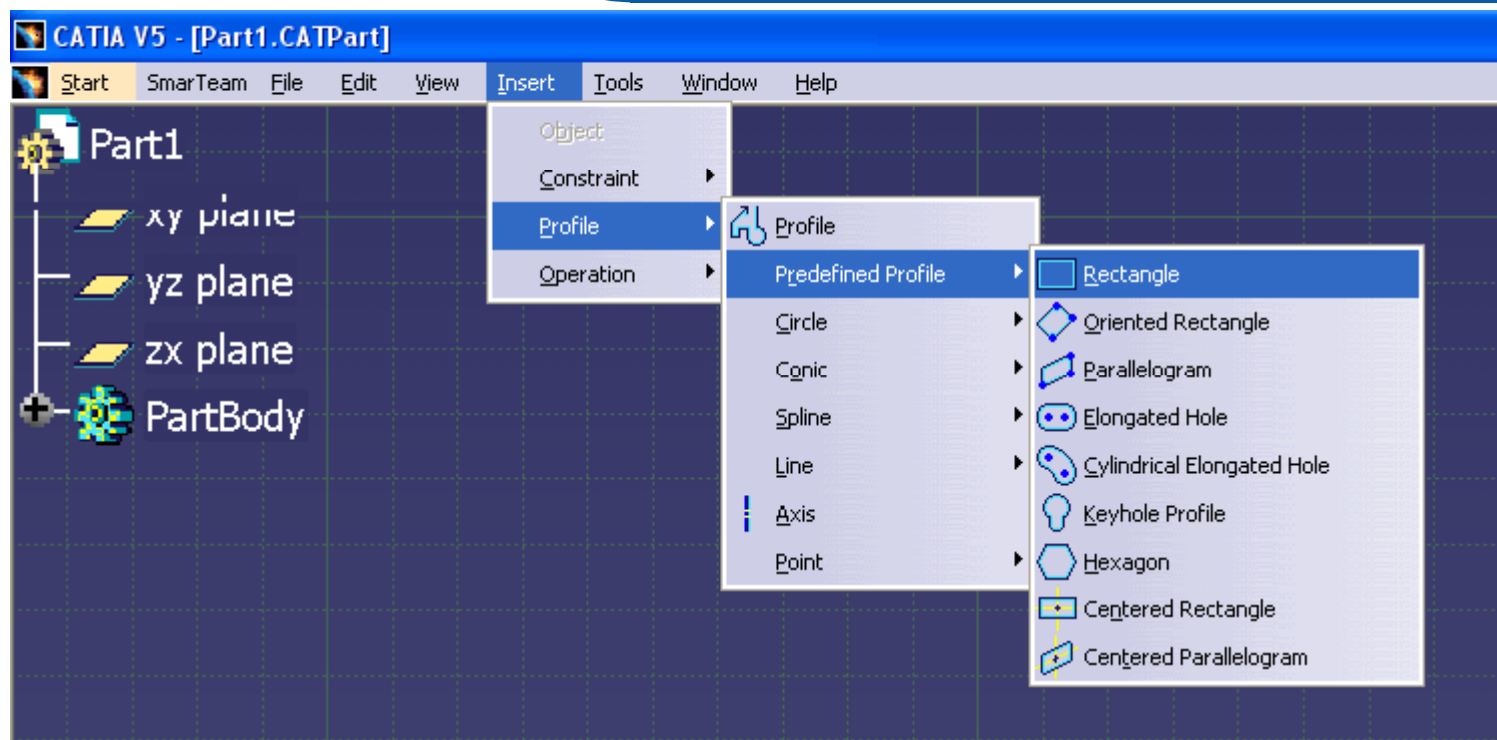 CATIA V5 - [Part1.CATPart]
Start SmarTeam File Edit View Insert Tools Window Help
Part1
xy plane
yz plane
zx plane
PartBody
Object
Constraint
Profile
Operation
Profile
Predefined Profile
Circle
Conic
Spline
Line
Axis
Point
Rectangle
Oriented Rectangle
Parallelogram
Elongated Hole
Cylindrical Elongated Hole
Keyhole Profile
Hexagon
Centered Rectangle
Centered Parallelogram